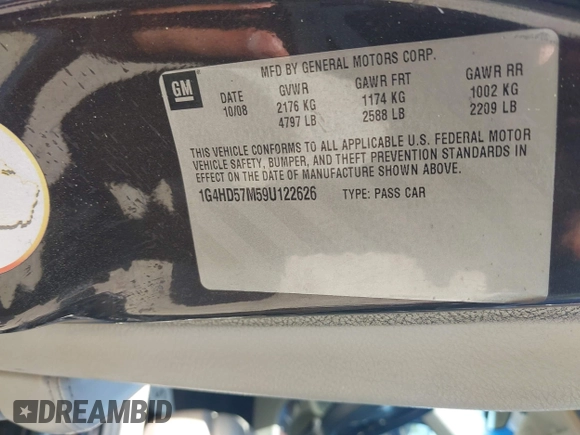 MFD BY GENERAL MOTORS CORP.
GM
DATE GVWR GAWR FRT GAWR RR
10/08 2176 KG 1174 KG 1002 KG
4797 LB 2588 LB 2209 LB
THIS VEHICLE CONFORMS TO ALL APPLICABLE U.S. FEDERAL MOTOR
VEHICLE SAFETY, BUMPER, AND THEFT PREVENTION STANDARDS IN
EFFECT ON THE DATE OF MANUFACTURE SHOWN ABOVE.
1G4HD57M59U122626 TYPE: PASS CAR
DREAMBID